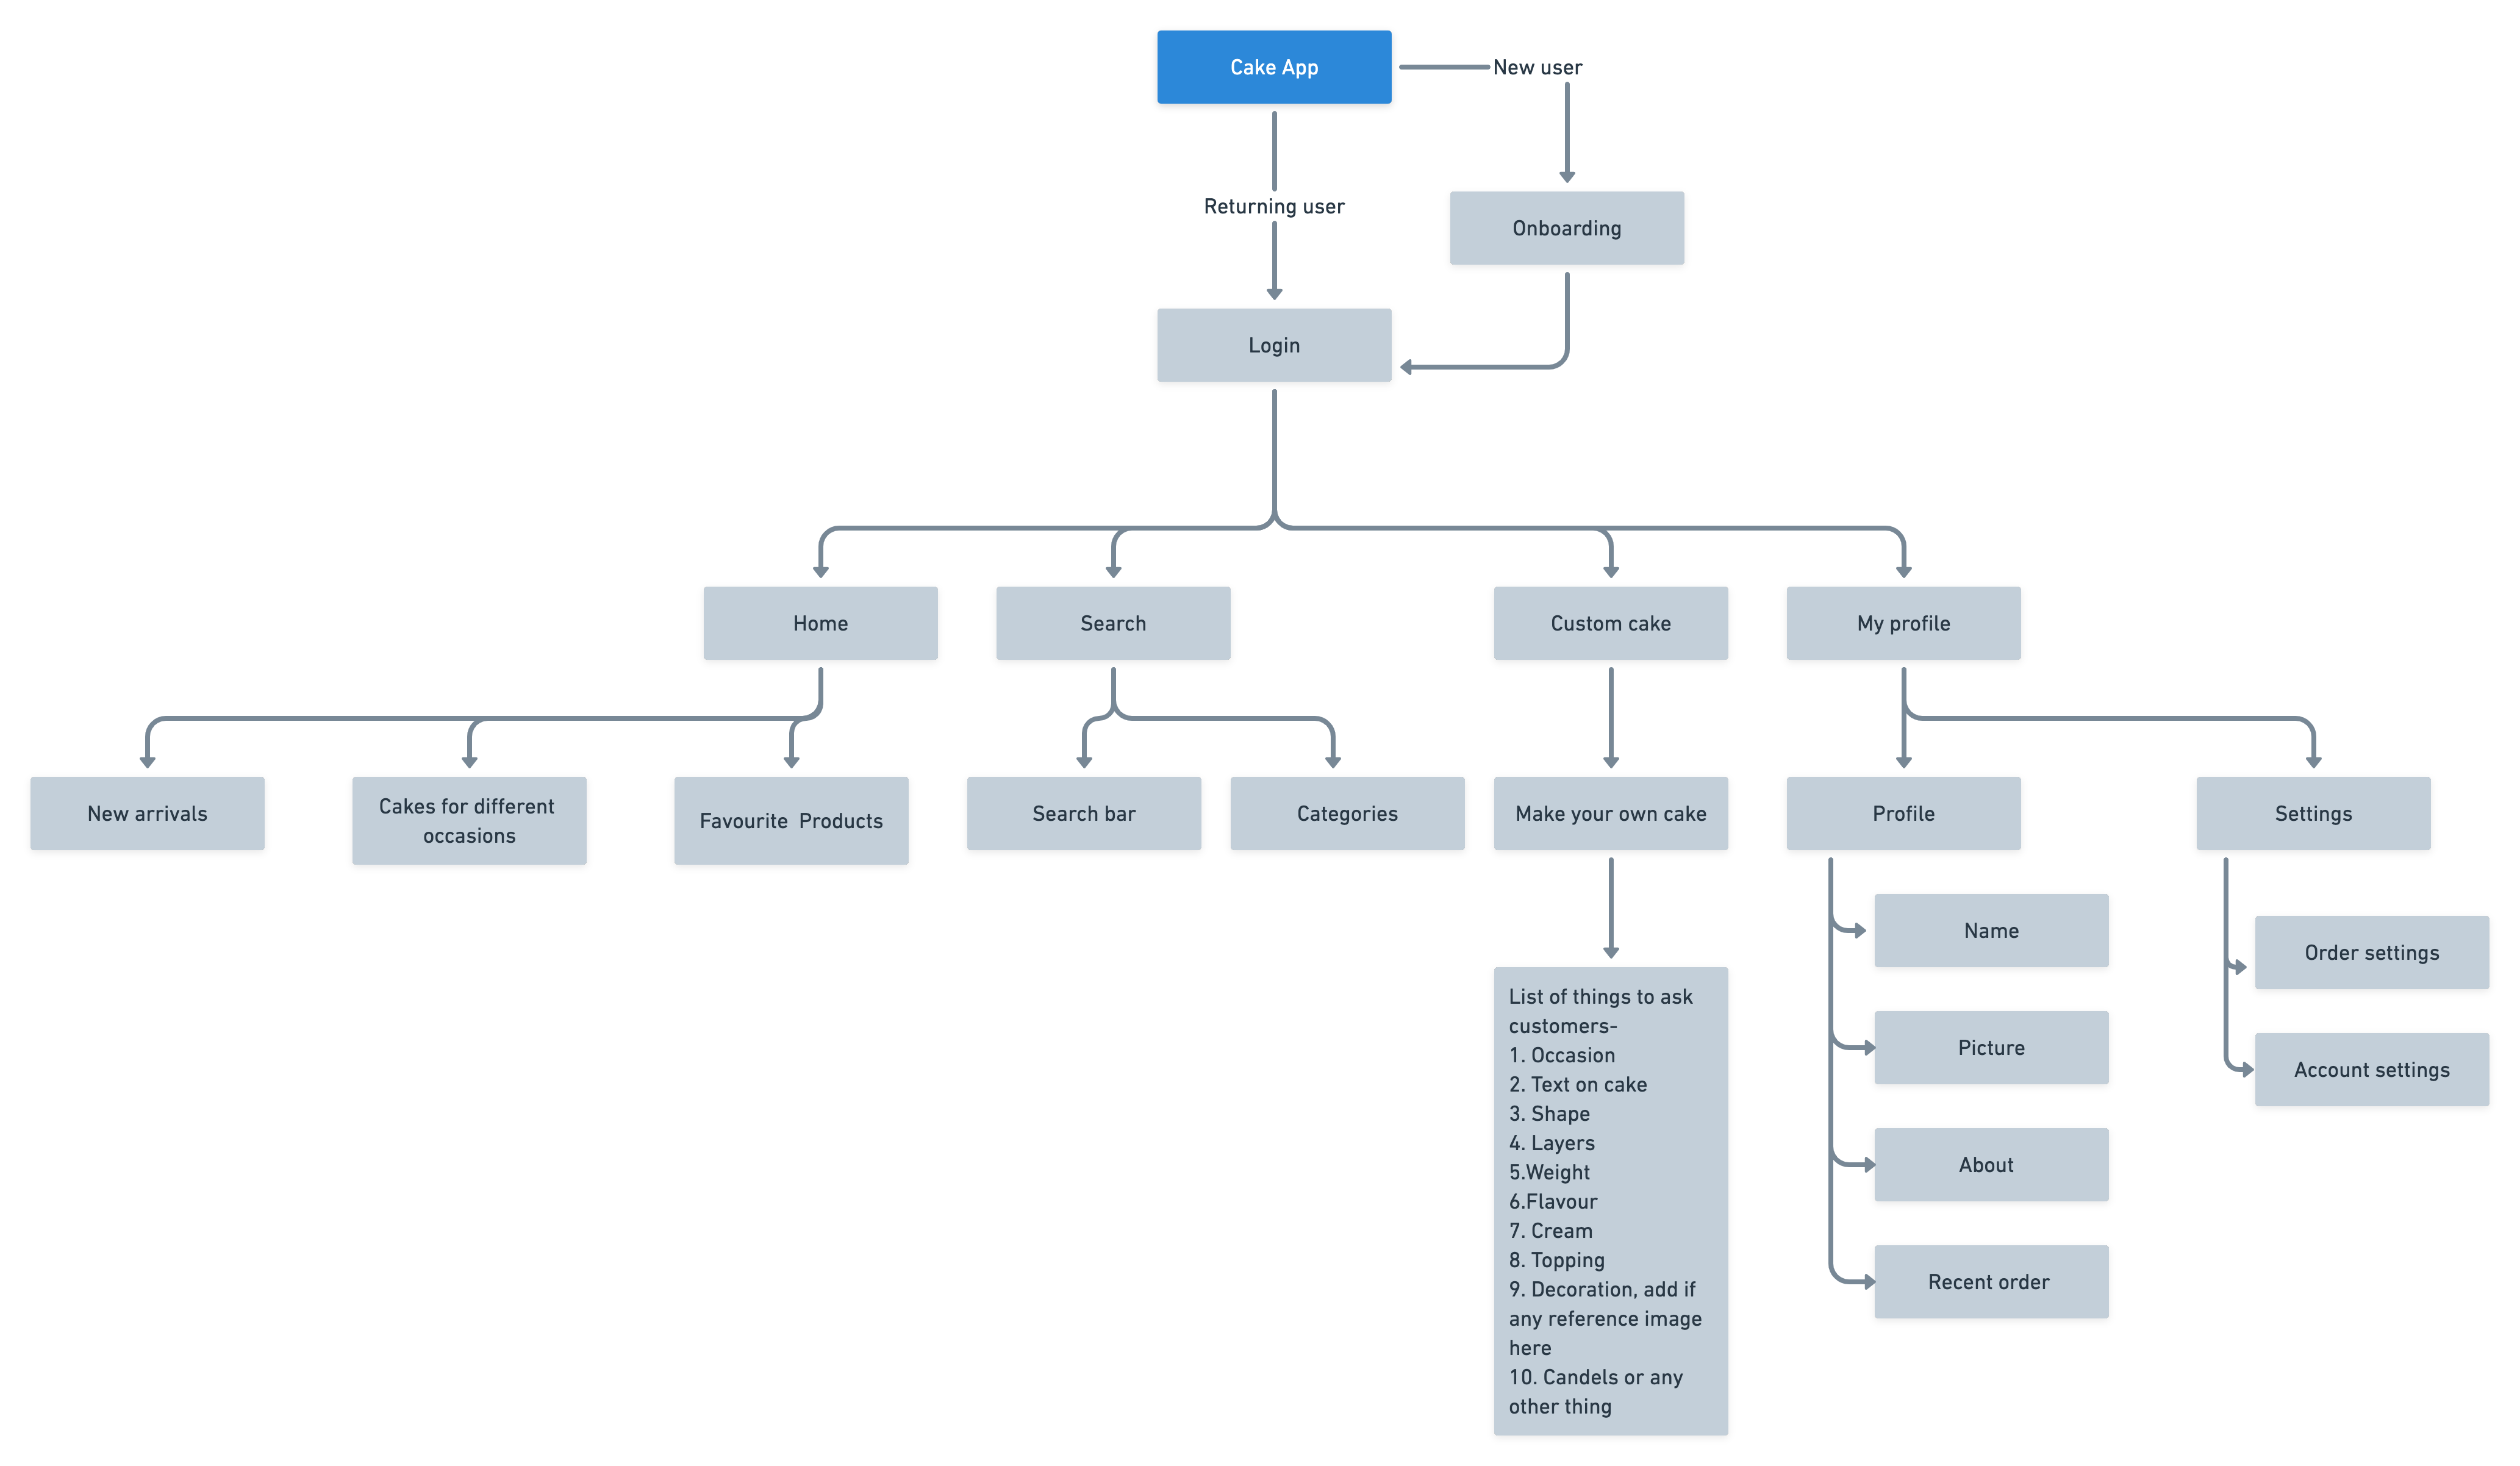 Cake App
New user
Returning user
Onboarding
Login
Home
Search
Custom cake
My profile
New arrivals
Cakes for different
occasions
Favourite  Products
Search bar
Categories
Make your own cake
Profile
Settings
List of things to ask
customers-
1. Occasion
2. Text on cake
3. Shape
4. Layers
5.Weight
6.Flavour
7. Cream
8. Topping
9. Decoration, add if
any reference image
here
10. Candels or any
other thing
Name
Picture
About
Recent order
Order settings
Account settings